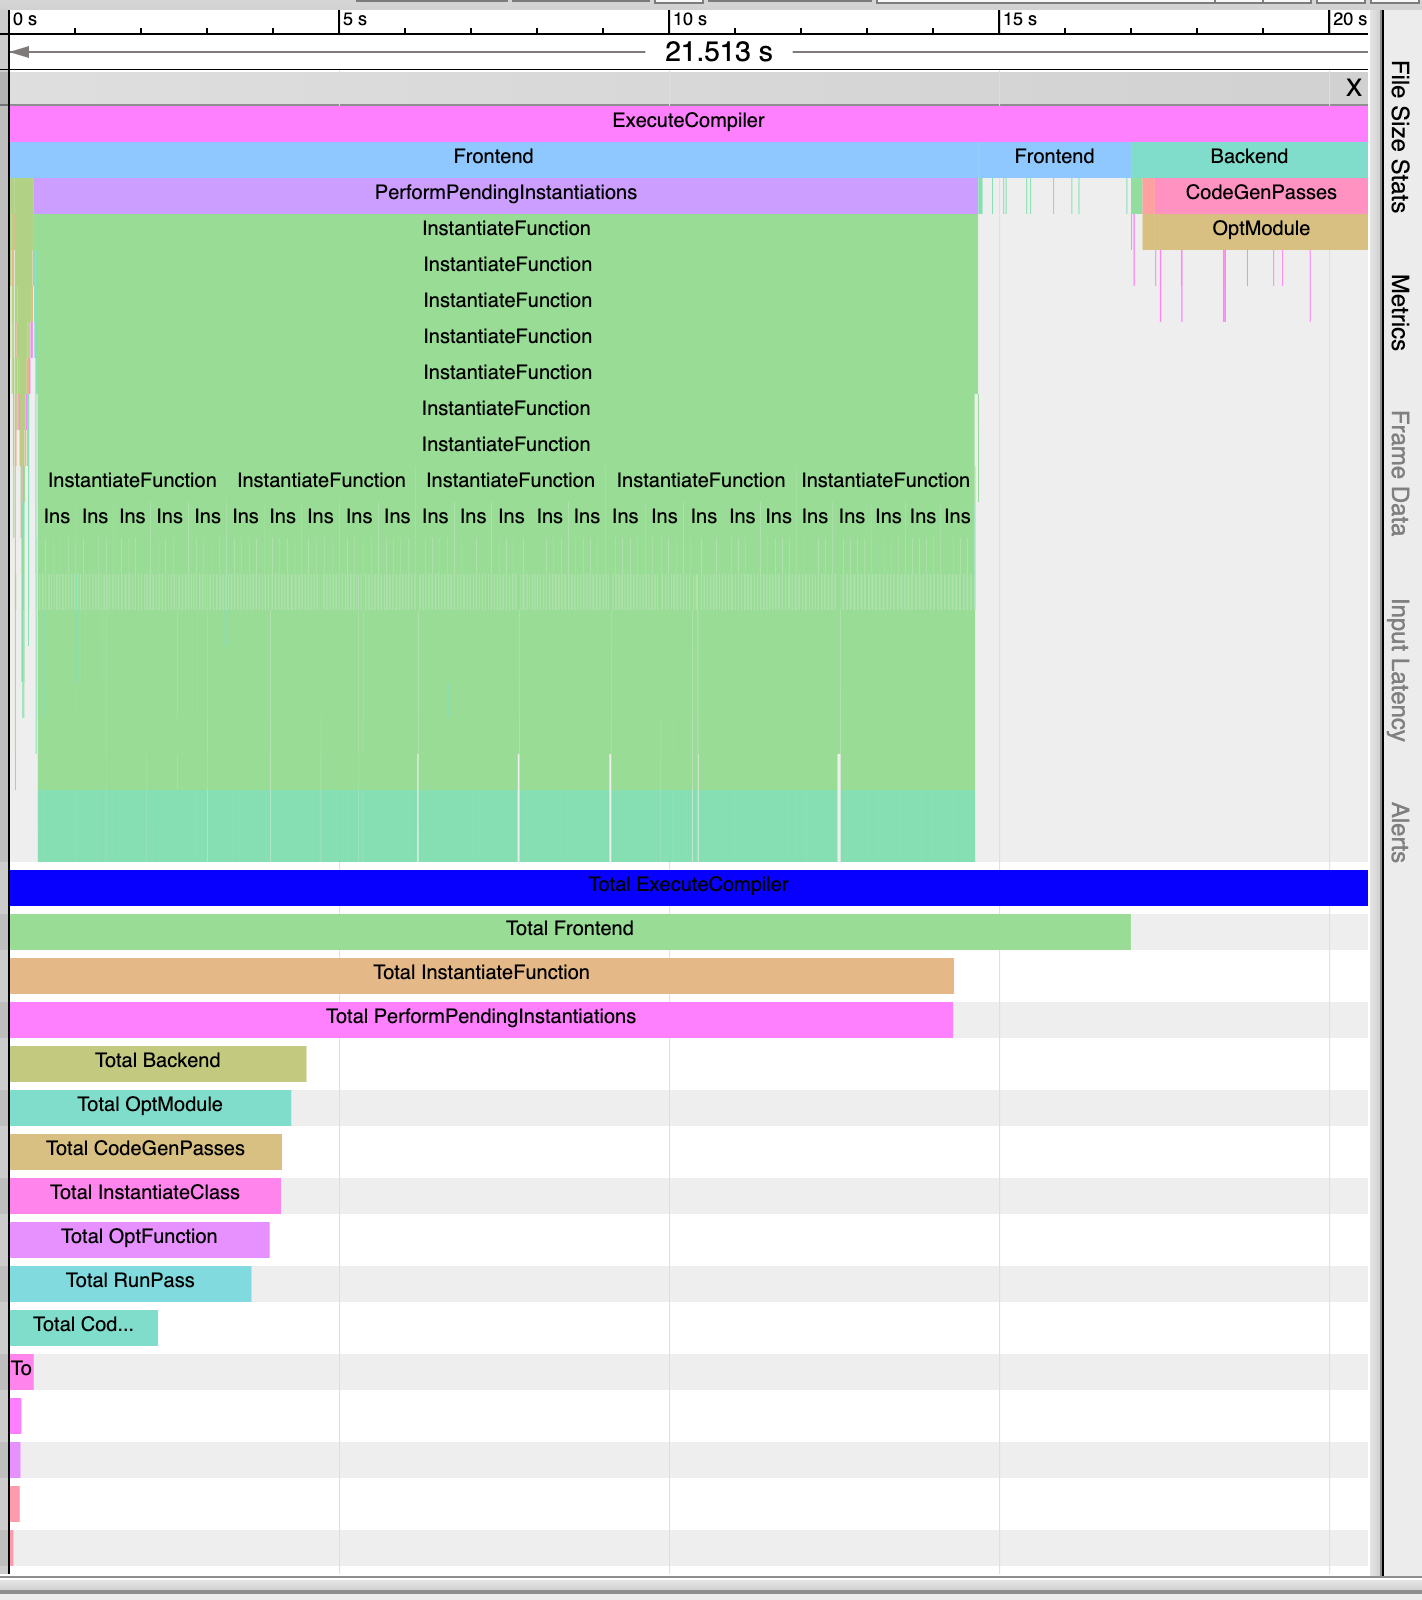 0 s 5 s 10 s 15 s 20 s
21.513 s
X
ExecuteCompiler
Frontend Frontend Backend
PerformPendingInstantiations CodeGenPasses
InstantiateFunction OptModule
InstantiateFunction
InstantiateFunction
InstantiateFunction
InstantiateFunction
InstantiateFunction
InstantiateFunction
InstantiateFunction InstantiateFunction InstantiateFunction InstantiateFunction InstantiateFunction
Ins Ins Ins Ins Ins Ins Ins Ins Ins Ins Ins Ins Ins Ins Ins Ins Ins Ins Ins Ins Ins Ins Ins Ins Ins
Total ExecuteCompiler
Total Frontend
Total InstantiateFunction
Total PerformPendingInstantiations
Total Backend
Total OptModule
Total CodeGenPasses
Total InstantiateClass
Total OptFunction
Total RunPass
Total Cod...
To
File Size Stats
Metrics
Frame Data
Input Latency
Alerts